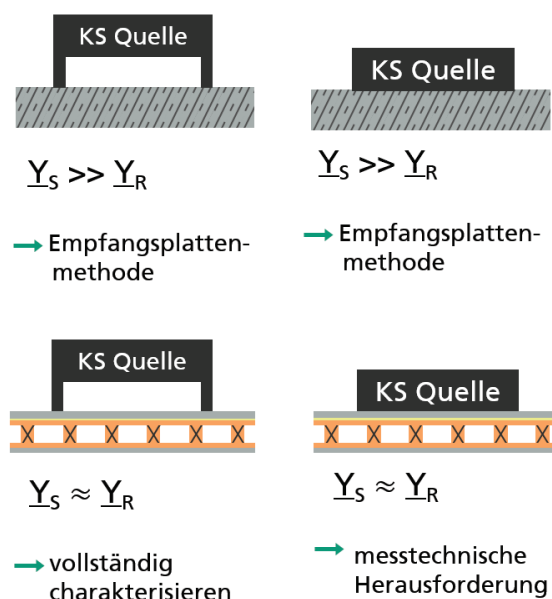 KS Quelle
Y_S >> Y_R
→ Empfangsplatten-
methode
KS Quelle
Y_S >> Y_R
→ Empfangsplatten-
methode
KS Quelle
Y_S ≈ Y_R
→ vollständig
charakterisieren
KS Quelle
Y_S ≈ Y_R
→ messtechnische
Herausforderung